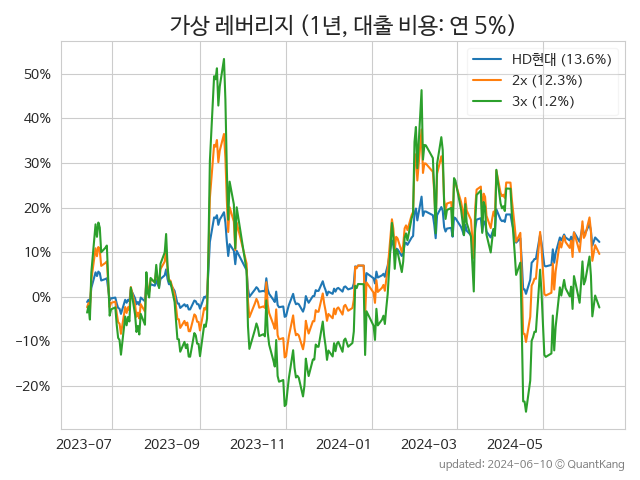 가상 레버리지 (1년, 대출 비용: 연 5%)
HD현대 (13.6%)
2x (12.3%)
3x (1.2%)
50%
40%
30%
20%
10%
0%
−10%
−20%
2023-07
2023-09
2023-11
2024-01
2024-03
2024-05
updated: 2024-06-10 © QuantKang